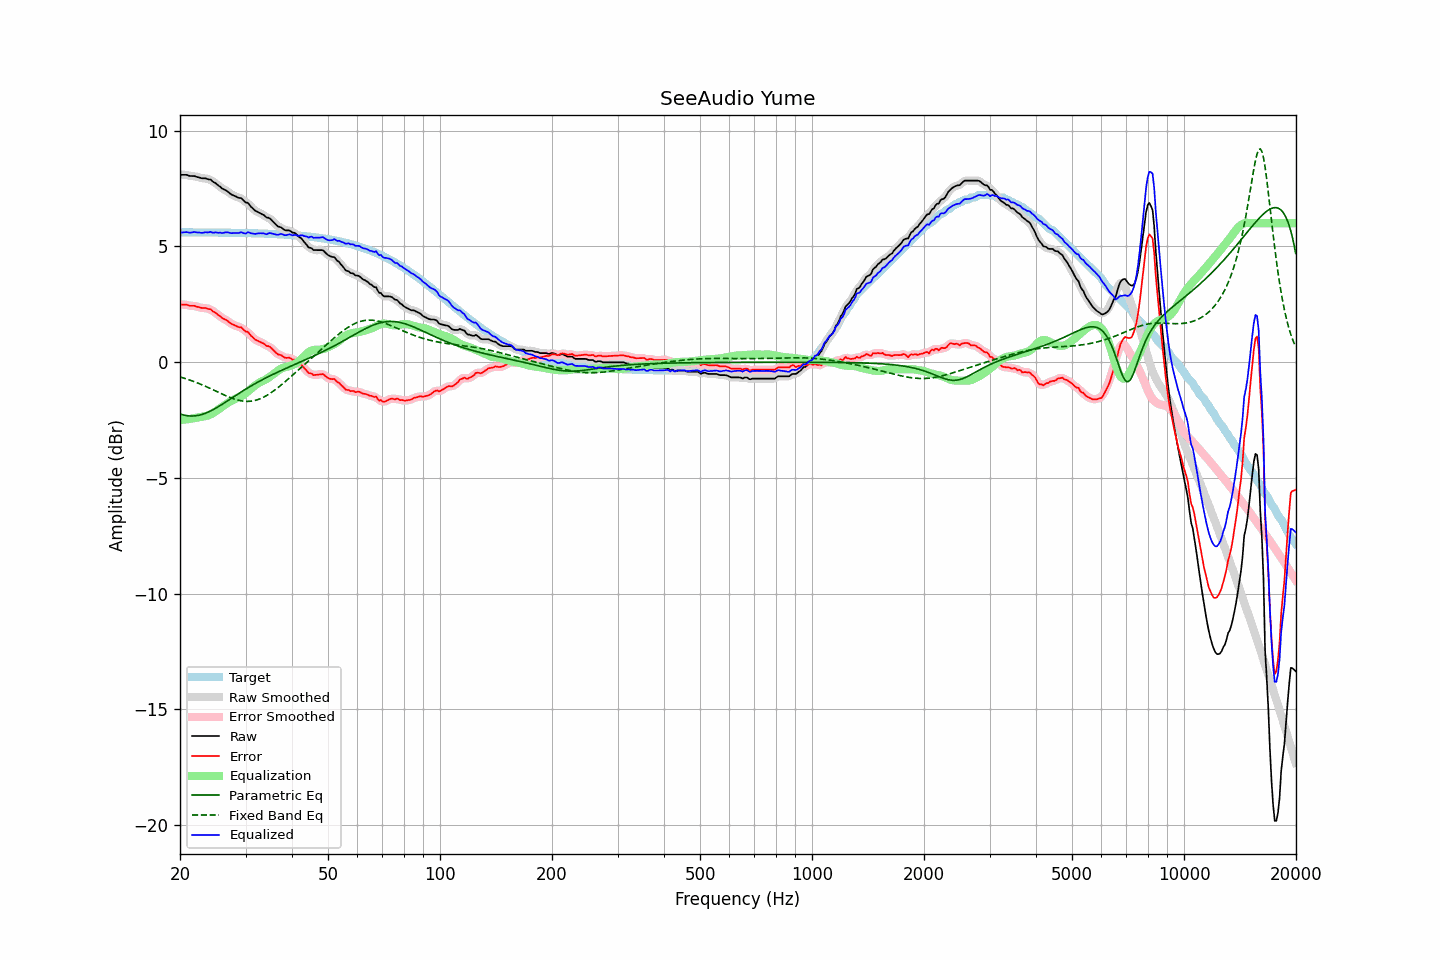 SeeAudio Yume
10
5
0
−5
−10
−15
−20
Amplitude (dBr)
Target
Raw Smoothed
Error Smoothed
Raw
Error
Equalization
Parametric Eq
Fixed Band Eq
Equalized
20 50 100 200 500 1000 2000 5000 10000 20000
Frequency (Hz)